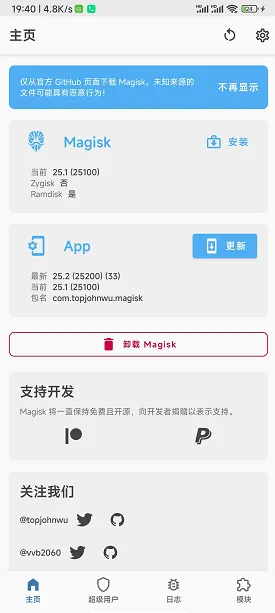 19:40 | 4.8K/s
24
主页
仅从官方 GitHub 页面下载 Magisk。未知来源的
文件可能具有恶意行为！
不再显示
Magisk
安装
当前 25.1 (25100)
Zygisk 否
Ramdisk 是
App
更新
最新 25.2 (25200) (33)
当前 25.1 (25100)
包名 com.topjohnwu.magisk
卸载 Magisk
支持开发
Magisk 将一直保持免费且开源，向开发者捐赠以表示支持。
关注我们
@topjohnwu
@vvb2060
主页
超级用户
日志
模块